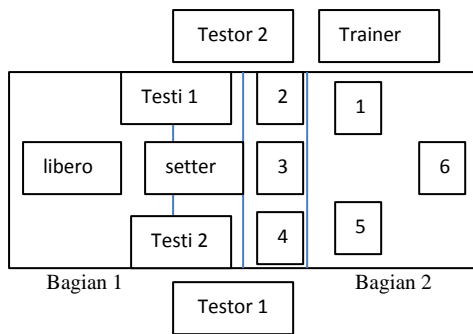 Testor 2
Trainer
Testi 1
2
1
libero
setter
3
6
Testi 2
4
5
Bagian 1
Bagian 2
Testor 1